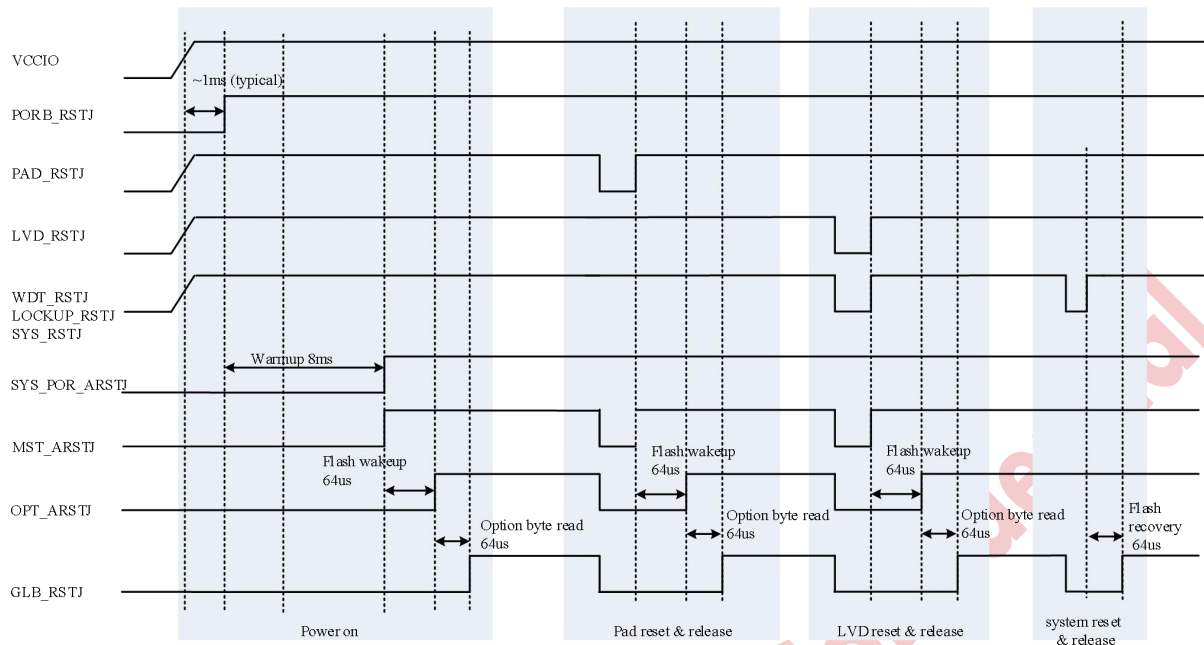 VCCIO
~1ms (typical)
PORB_RSTJ
PAD_RSTJ
LVD_RSTJ
WDT_RSTJ
LOCKUP_RSTJ
SYS_RSTJ
Warmup 8ms
SYS_POR_ARSTJ
MST_ARSTJ
Flash wakeup
64us
Flash wakeup
64us
Flash wakeup
64us
OPT_ARSTJ
Option byte read
64us
Option byte read
64us
Option byte read
64us
Flash
recovery
64us
GLB_RSTJ
Power on
Pad reset & release
LVD reset & release
system reset
& release